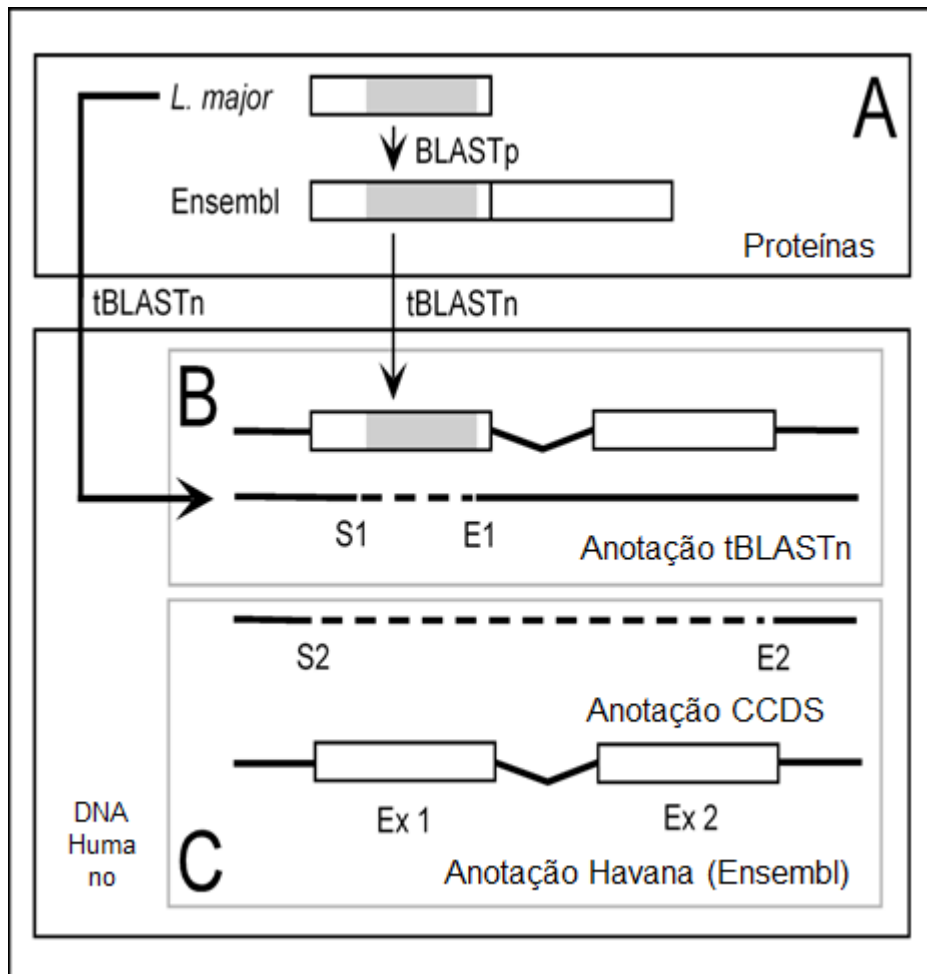 A
L. major
BLASTp
Ensembl
Proteínas
tBLASTn
tBLASTn
B
S1
E1
Anotação tBLASTn
S2
E2
Anotação CCDS
Ex 1
Ex 2
DNA
Huma
no
C
Anotação Havana (Ensembl)